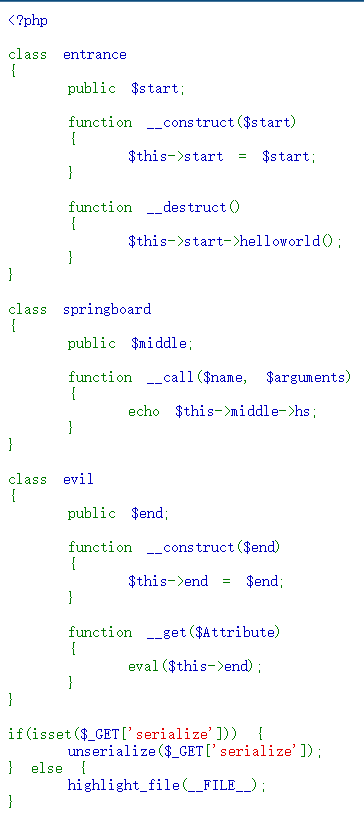 <?php
class entrance
{
public $start;
function __construct($start)
{
$this->start = $start;
}
function __destruct()
{
$this->start->helloworld();
}
}
class springboard
{
public $middle;
function __call($name, $arguments)
{
echo $this->middle->hs;
}
}
class evil
{
public $end;
function __construct($end)
{
$this->end = $end;
}
function __get($Attribute)
{
eval($this->end);
}
}
if(isset($_GET['serialize'])) {
unserialize($_GET['serialize']);
} else {
highlight_file(__FILE__);
}